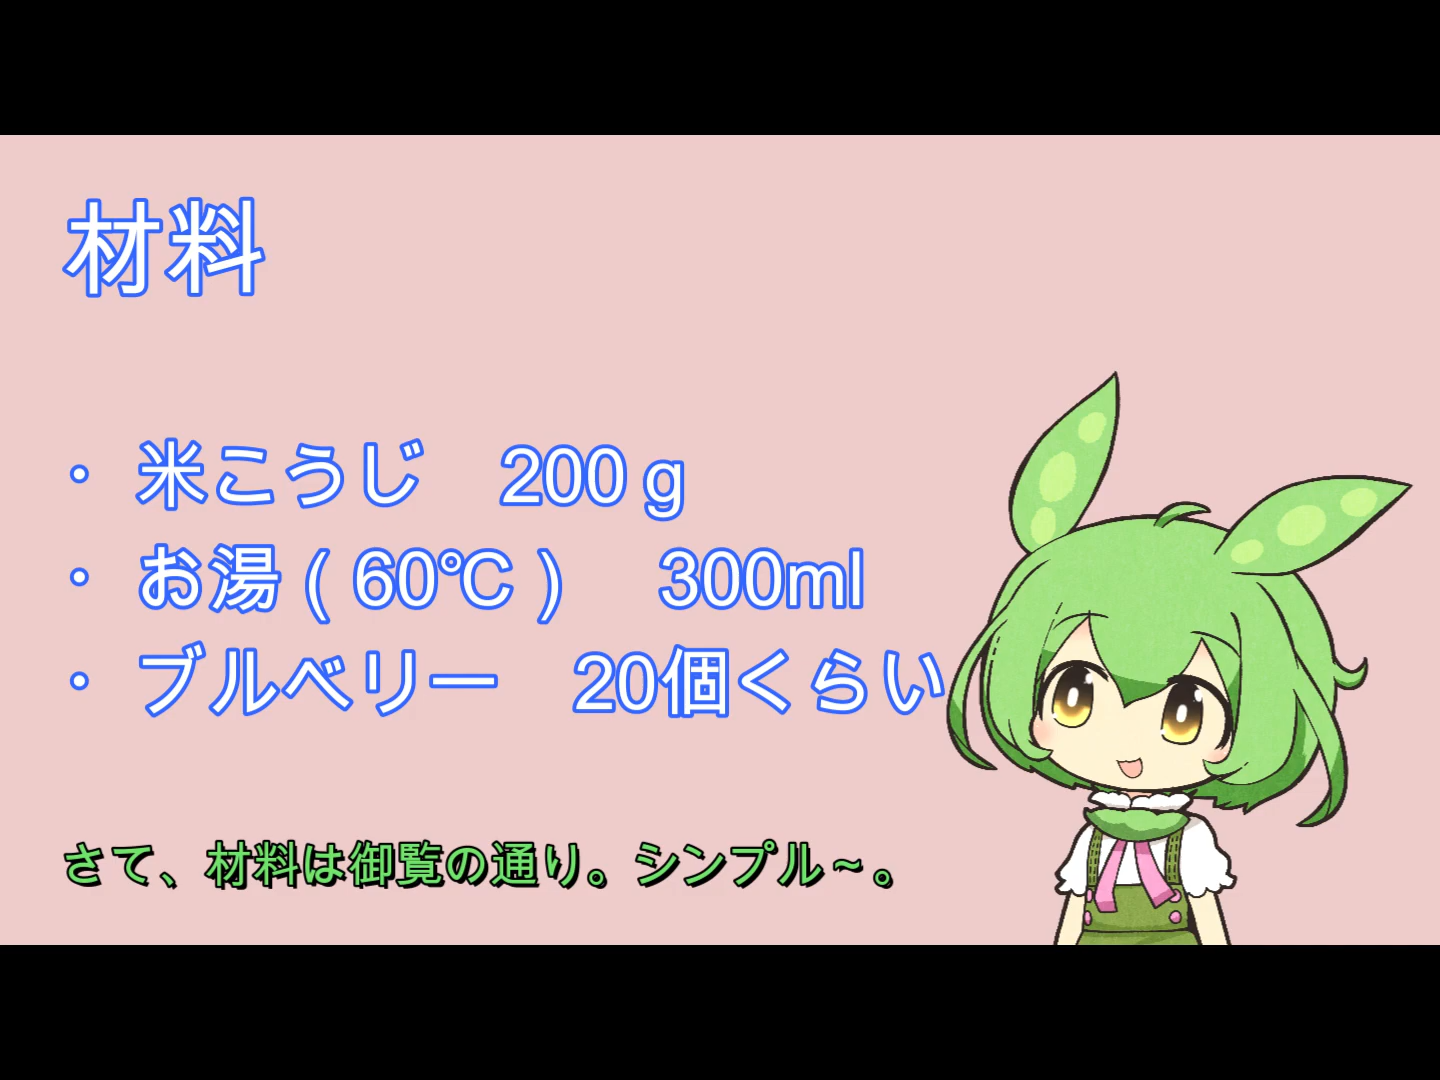 材料
・ 米こうじ　200ｇ
・ お湯（60℃）　300ml
・ ブルベリー　20個くらい
さて、材料は御覧の通り。シンプル～。